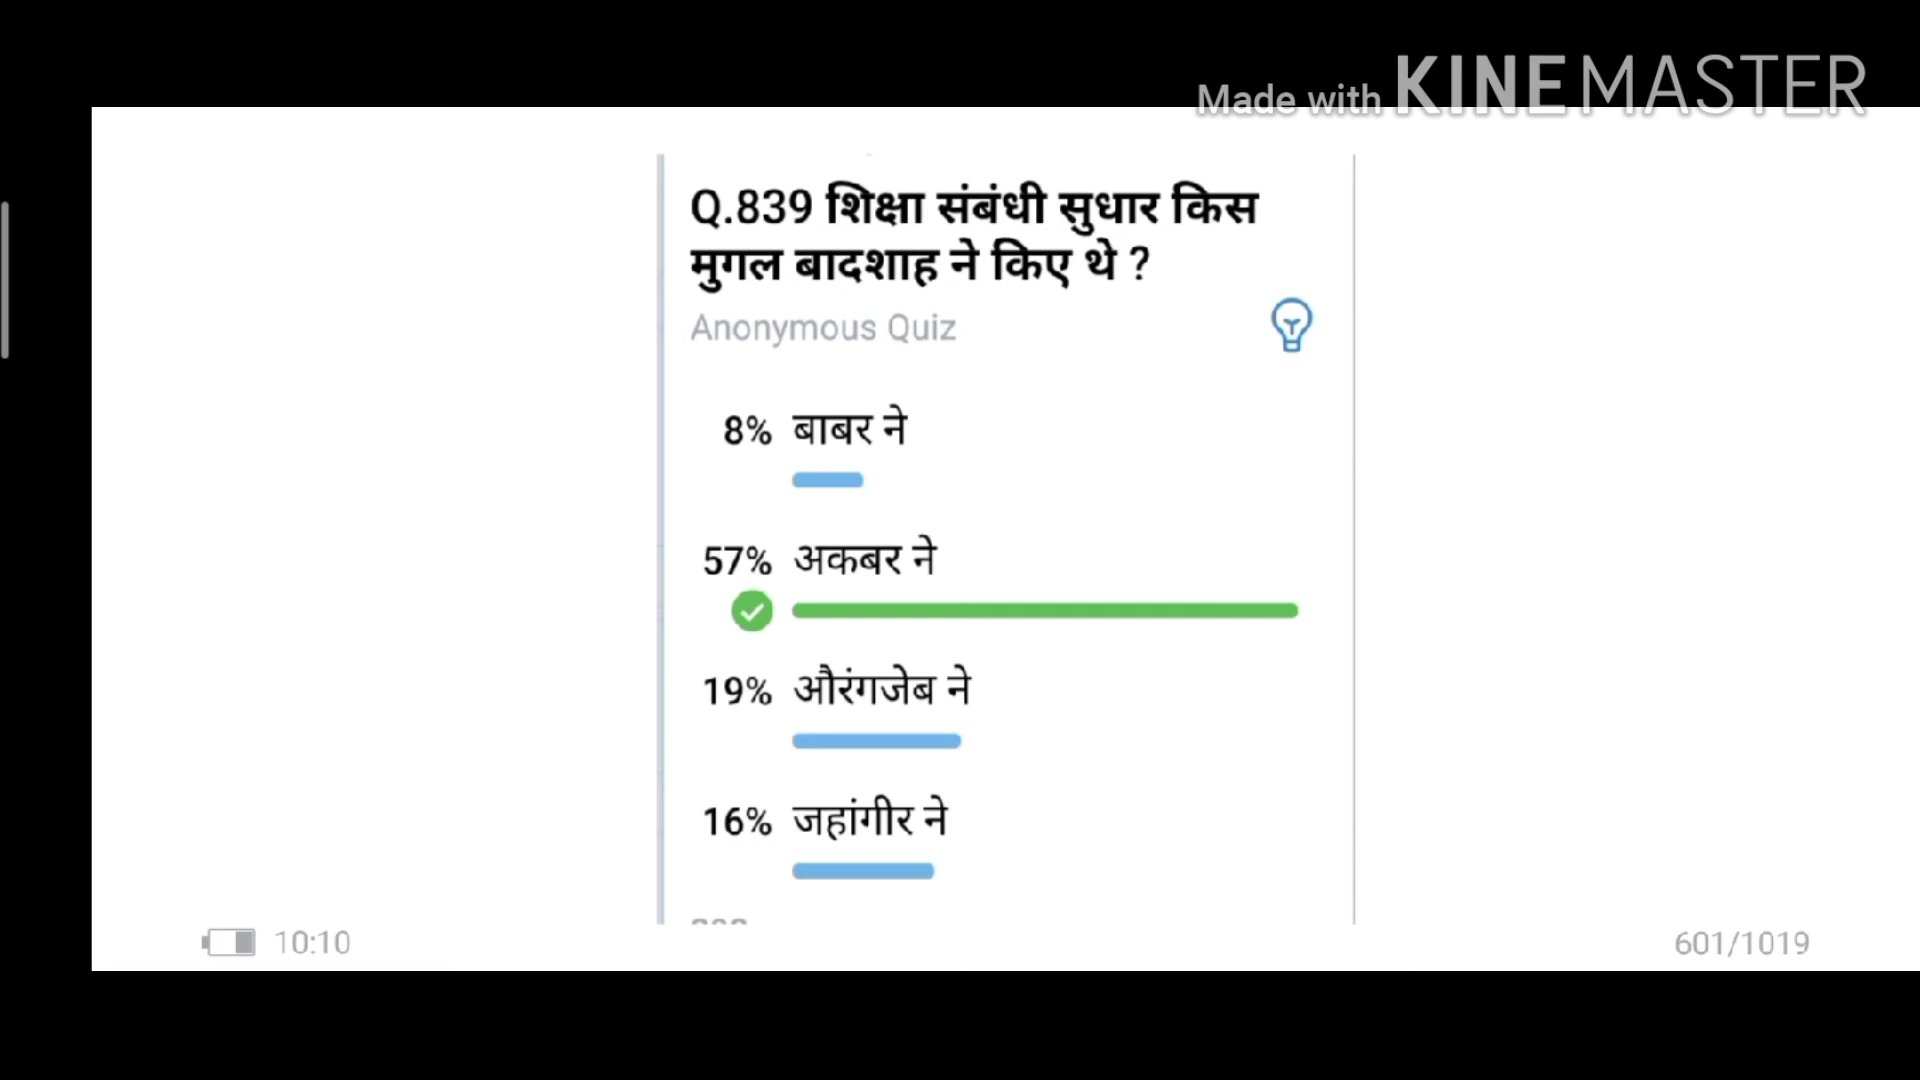 Made with KINEMASTER
Q.839 शिक्षा संबंधी सुधार किस
मुगल बादशाह ने किए थे ?
Anonymous Quiz
8% बाबर ने
57% अकबर ने
19% औरंगजेब ने
16% जहांगीर ने
10:10
601/1019